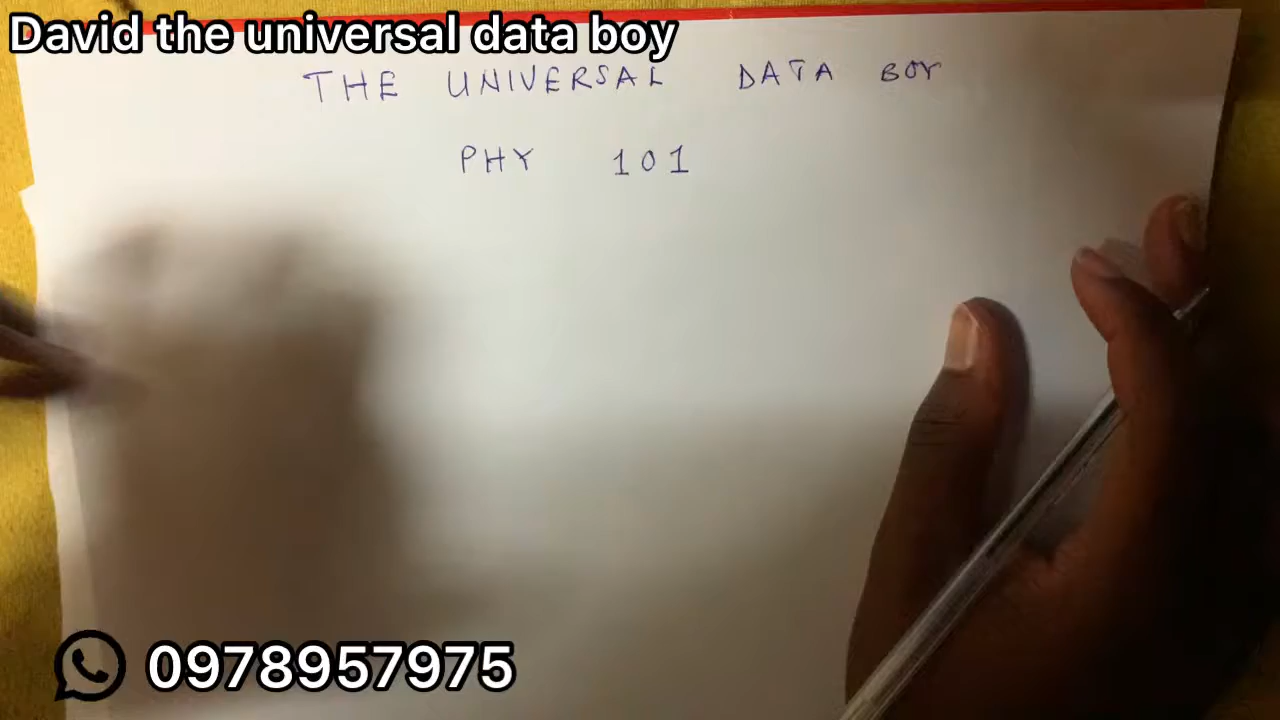 David the universal data boy
THE UNIVERSAL DATA BOY
PHY 101
0978957975